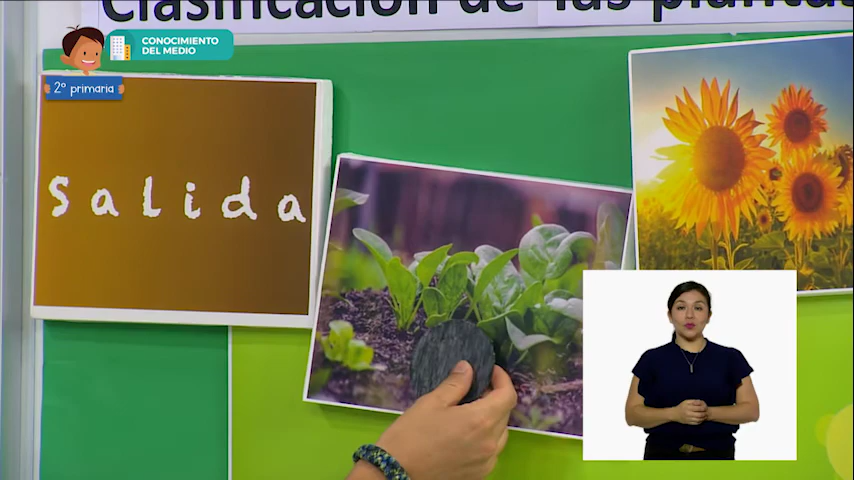 Clasificación de las plantas
CONOCIMIENTO
DEL MEDIO
2° primaria
Salida